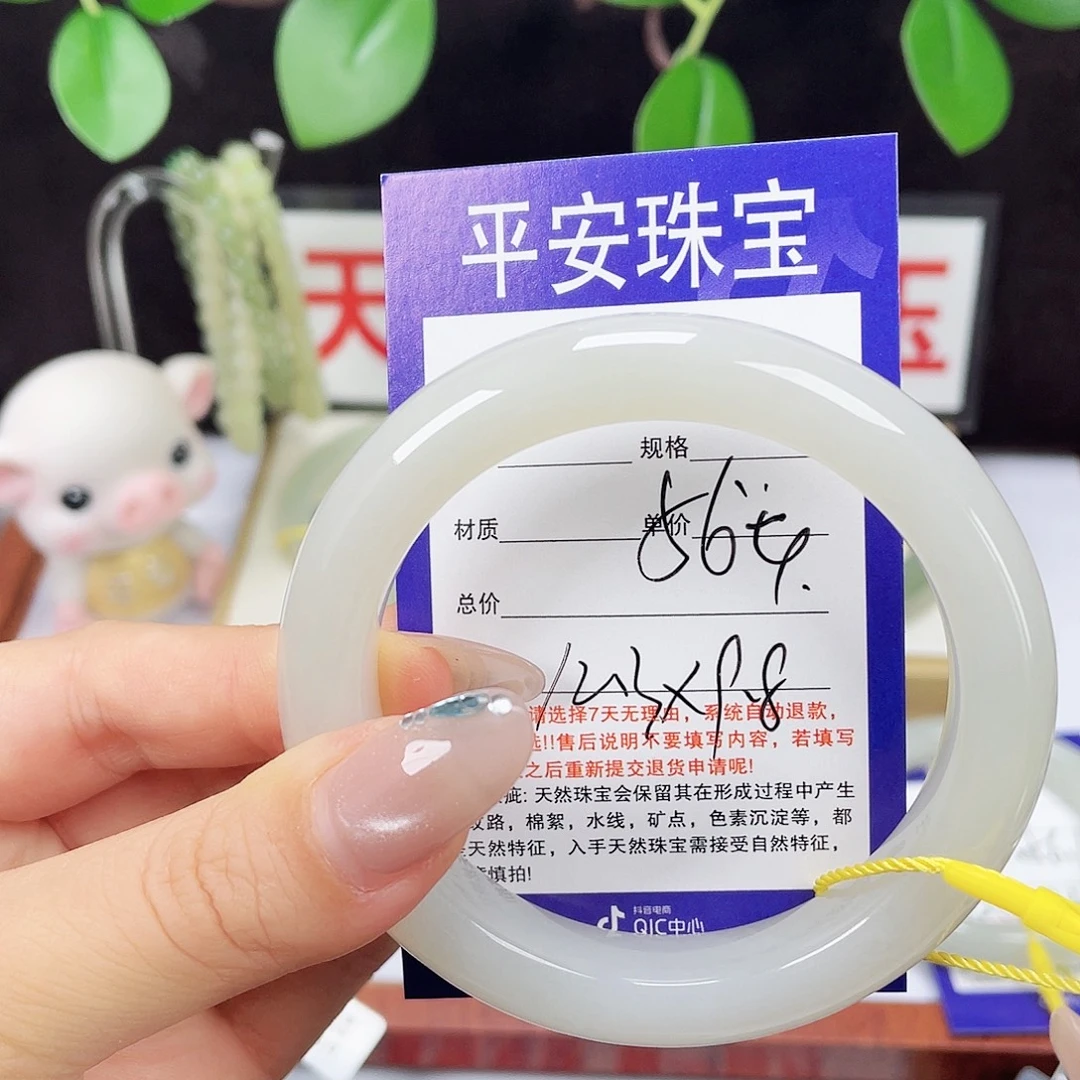 平安珠宝
天
玉
规格
材质
单价
56
总价
请选择7天无理由，系统自动退款，
!!售后说明不要填写内容，若填写
之后重新提交退货申请呢!
疵: 天然珠宝会保留其在形成过程中产生
纹路，棉絮，水线，矿点，色素沉淀等，都
天然特征，入手天然珠宝需接受自然特征，
慎拍!
抖音电商
QIC中心